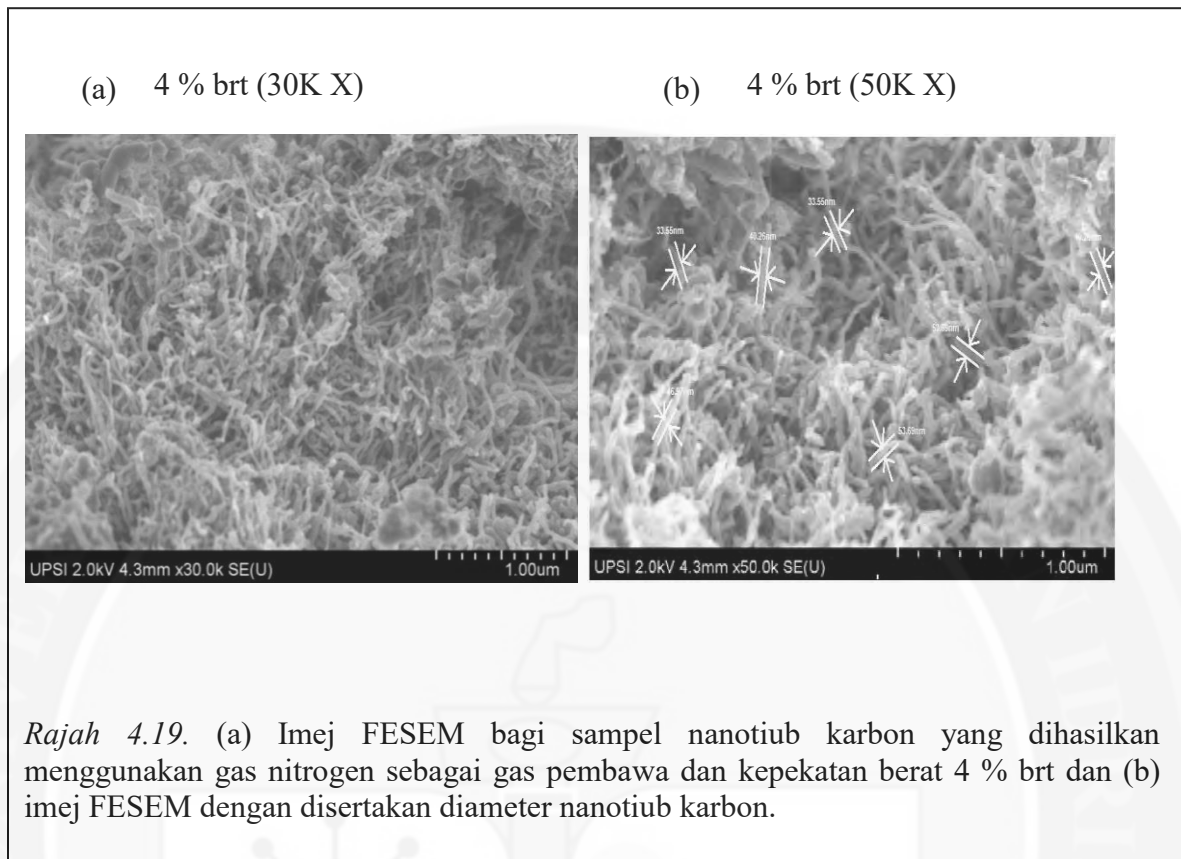 (a) 4 % brt (30K X)
(b) 4 % brt (50K X)
33.55nm
33.55nm
40.26nm
53.69nm
UPSI 2.0kV 4.3mm x30.0k SE(U)
1.00um
UPSI 2.0kV 4.3mm x50.0k SE(U)
1.00um
Rajah 4.19. (a) Imej FESEM bagi sampel nanotiub karbon yang dihasilkan
menggunakan gas nitrogen sebagai gas pembawa dan kepekatan berat 4 % brt dan (b)
imej FESEM dengan disertakan diameter nanotiub karbon.